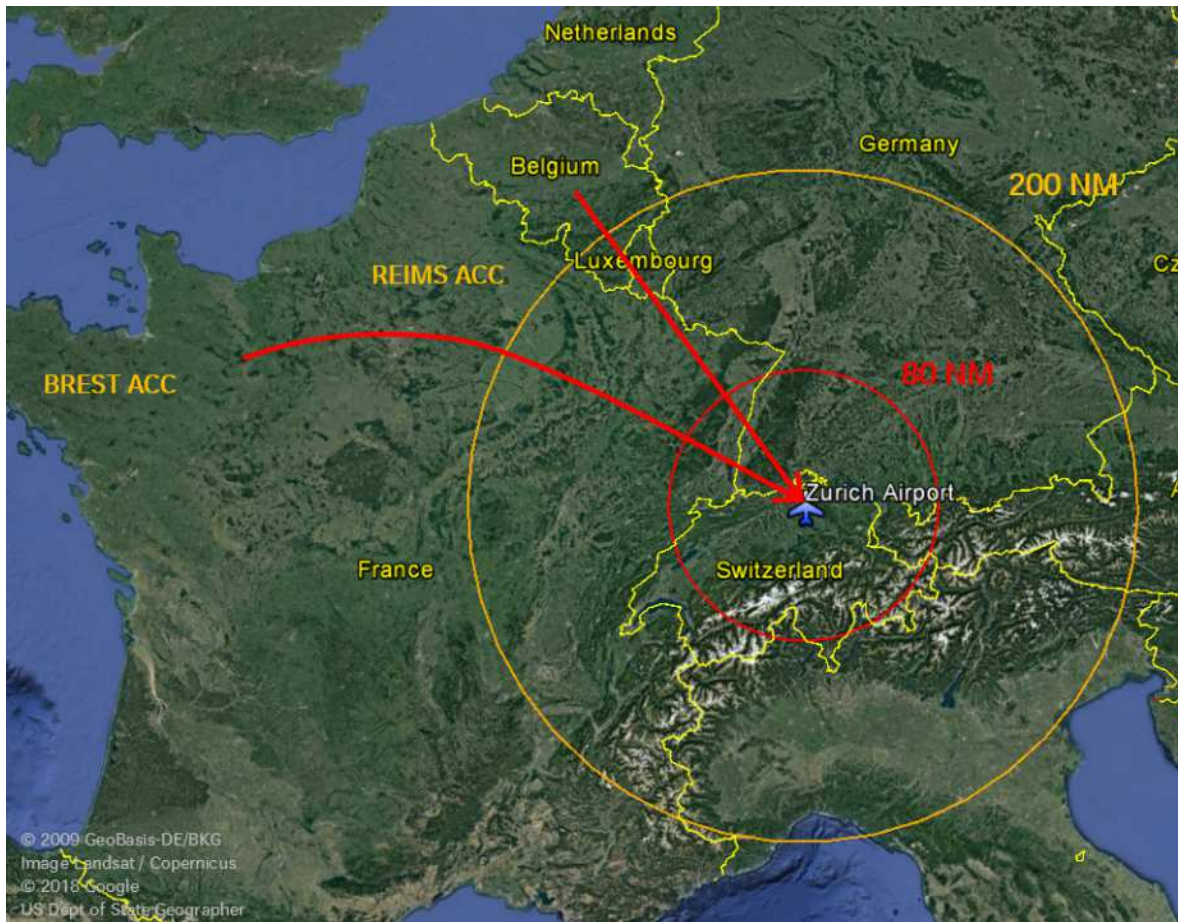 Netherlands
Germany
Belgium
200 NM
Luxembourg
Cz
REIMS ACC
BREST ACC
80 NM
Zurich Airport
A
France
Switzerland
© 2009 GeoBasis-DE/BKG
Image Landsat / Copernicus
© 2018 Google
US Dept of State Geographer